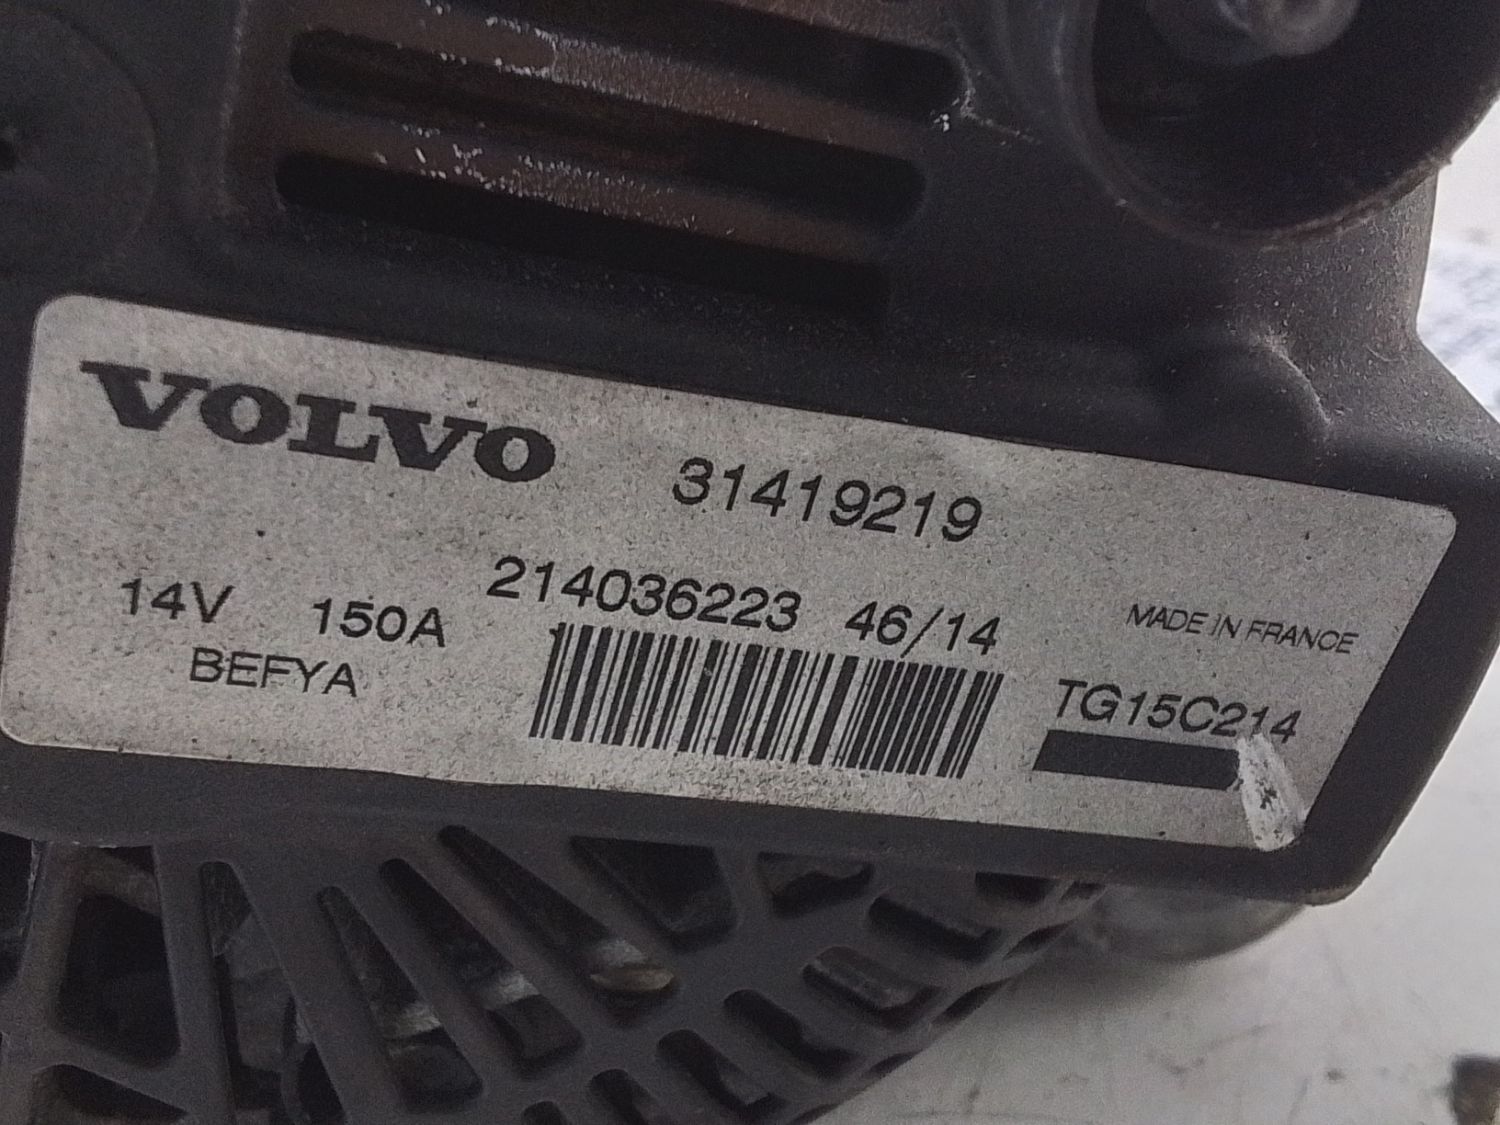 VOLVO 31419219
14V 150A 214036223 46/14 MADE IN FRANCE
BEFYA TG15C214